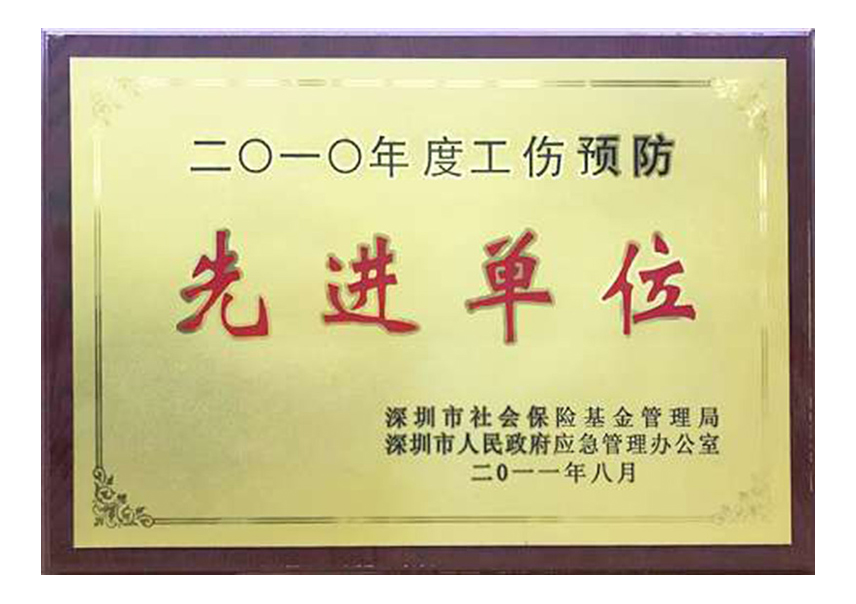 二〇一〇年度工伤预防
先进单位
深圳市社会保险基金管理局
深圳市人民政府应急管理办公室
二0一一年八月